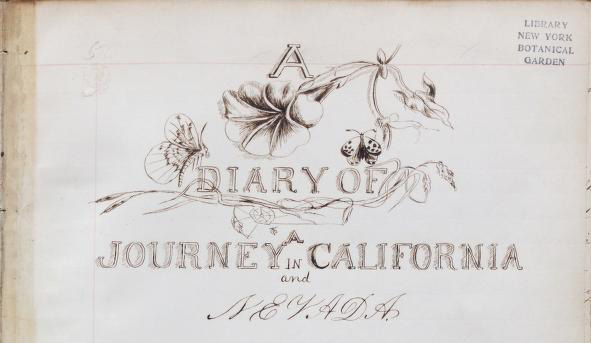 LIBRARY
NEW YORK
BOTANICAL
GARDEN
A
DIARY OF
A
JOURNEY IN CALIFORNIA
and
NEVADA.